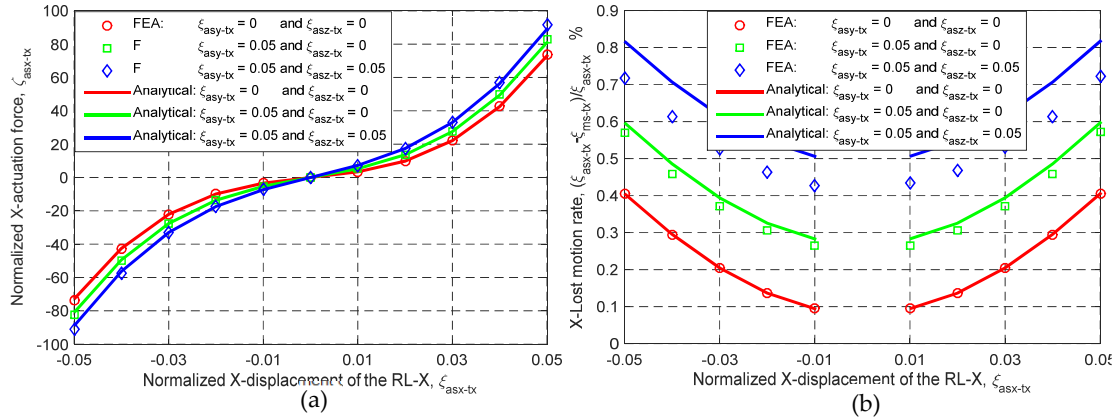 Normalized X-actuation force, ζasx-tx
100
80
60
40
20
0
-20
-40
-60
-80
-100
FEA: ξasy-tx = 0 and ξasz-tx = 0
F ξasy-tx = 0.05 and ξasz-tx = 0
F ξasy-tx = 0.05 and ξasz-tx = 0.05
Analytical: ξasy-tx = 0 and ξasz-tx = 0
Analytical: ξasy-tx = 0.05 and ξasz-tx = 0
Analytical: ξasy-tx = 0.05 and ξasz-tx = 0.05
-0.05 -0.03 -0.01 0.01 0.03 0.05
Normalized X-displacement of the RL-X, ξasx-tx
(a)
X-Lost motion rate, (ξasx-tx-ξms-tx)/ξasx-tx %
0.9
0.8
0.7
0.6
0.5
0.4
0.3
0.2
0.1
0
FEA: ξasy-tx = 0 and ξasz-tx = 0
FEA: ξasy-tx = 0.05 and ξasz-tx = 0
FEA: ξasy-tx = 0.05 and ξasz-tx = 0.05
Analytical: ξasy-tx = 0 and ξasz-tx = 0
Analytical: ξasy-tx = 0.05 and ξasz-tx = 0
Analytical: ξasy-tx = 0.05 and ξasz-tx = 0.05
-0.05 -0.03 -0.01 0.01 0.03 0.05
Normalized X-displacement of the RL-X, ξasx-tx
(b)